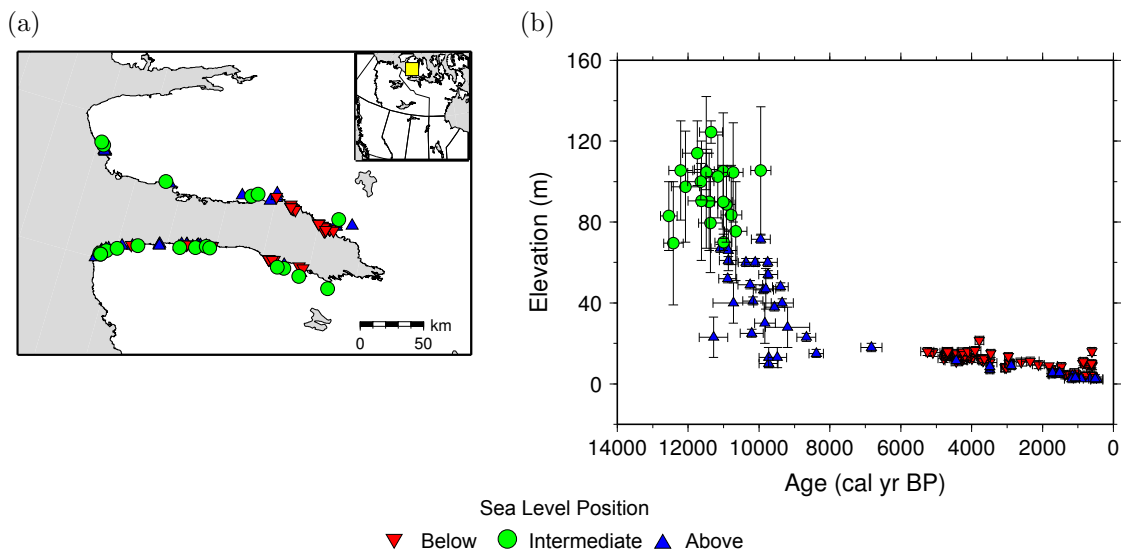 (a)
(b)
km
0 50
160
120
80
40
0
Elevation (m)
14000 12000 10000 8000 6000 4000 2000 0
Age (cal yr BP)
Sea Level Position
Below Intermediate Above